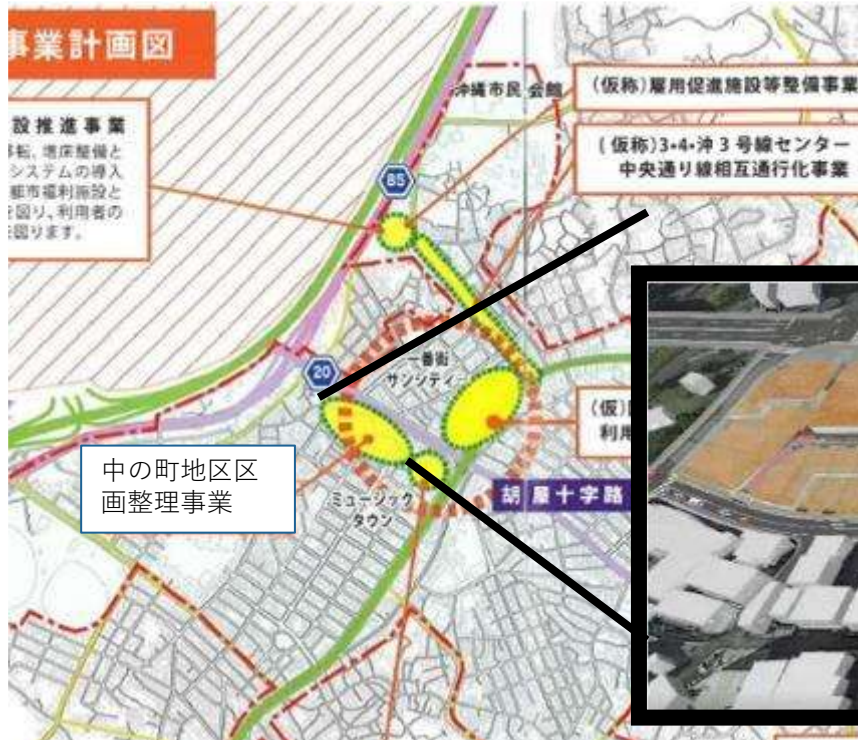 事業計画図
沖縄市民会館
(仮称)雇用促進施設等整備事業
設推進事業
移転、増床整備と
システムの導入
都市福利施設と
を図り、利用者の
図ります。
(仮称)3・4・沖3号線センター
中央通り線相互通行化事業
85
20
一番街
サンシティ
(仮)
利用
中の町地区区
画整理事業
ミュージック
タウン
胡屋十字路